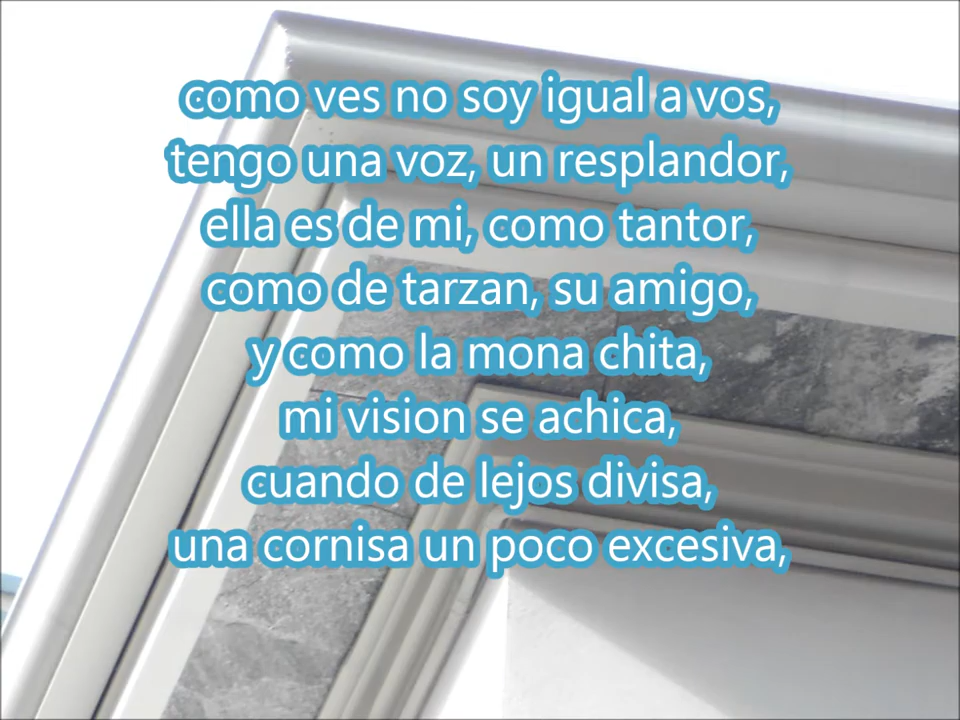 como ves no soy igual a vos,
tengo una voz, un resplandor,
ella es de mi, como tantor,
como de tarzan, su amigo,
y como la mona chita,
mi vision se achica,
cuando de lejos divisa,
una cornisa un poco excesiva,